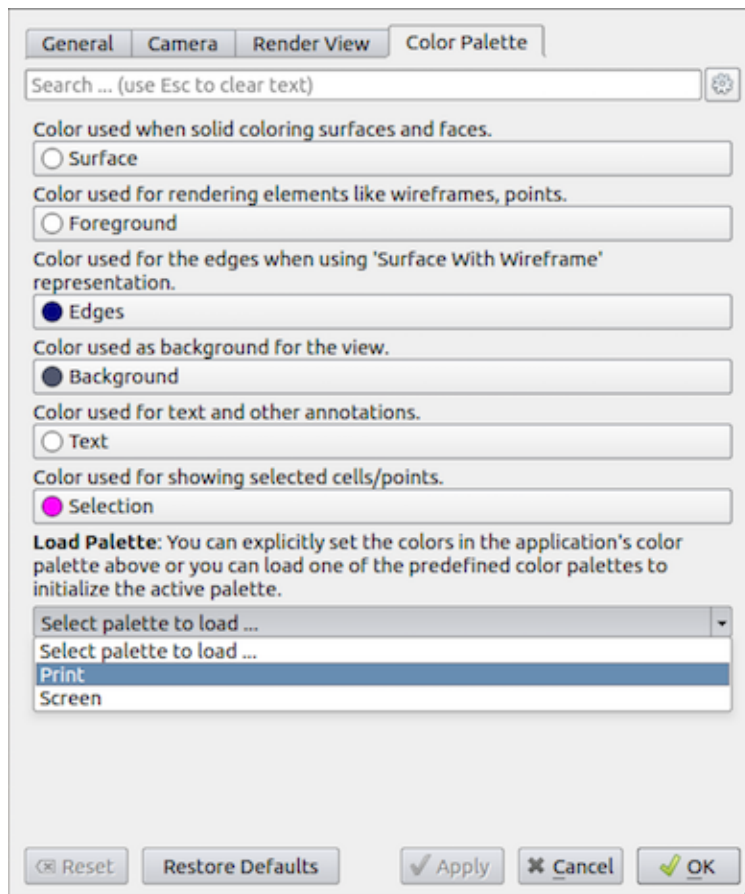 General Camera Render View Color Palette
Search ... (use Esc to clear text)
Color used when solid coloring surfaces and faces.
Surface
Color used for rendering elements like wireframes, points.
Foreground
Color used for the edges when using 'Surface With Wireframe'
representation.
Edges
Color used as background for the view.
Background
Color used for text and other annotations.
Text
Color used for showing selected cells/points.
Selection
Load Palette: You can explicitly set the colors in the application's color
palette above or you can load one of the predefined color palettes to
initialize the active palette.
Select palette to load ...
Select palette to load ...
Print
Screen
Reset Restore Defaults Apply Cancel OK